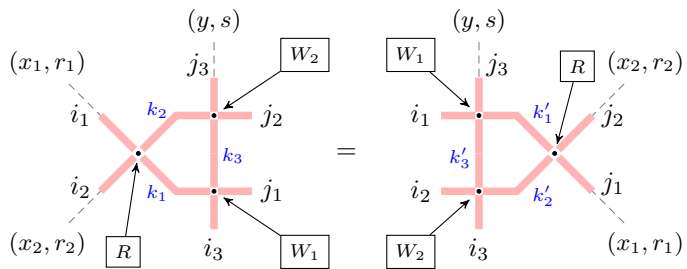 (y, s)
(x₁, r₁)
j₃
W₂
i₁
k₂
j₂
k₃
i₂
k₁
j₁
(x₂, r₂)
R
i₃
W₁
=
(y, s)
W₁
j₃
R
(x₂, r₂)
i₁
k′₁
j₂
k′₃
i₂
k′₂
j₁
W₂
i₃
(x₁, r₁)